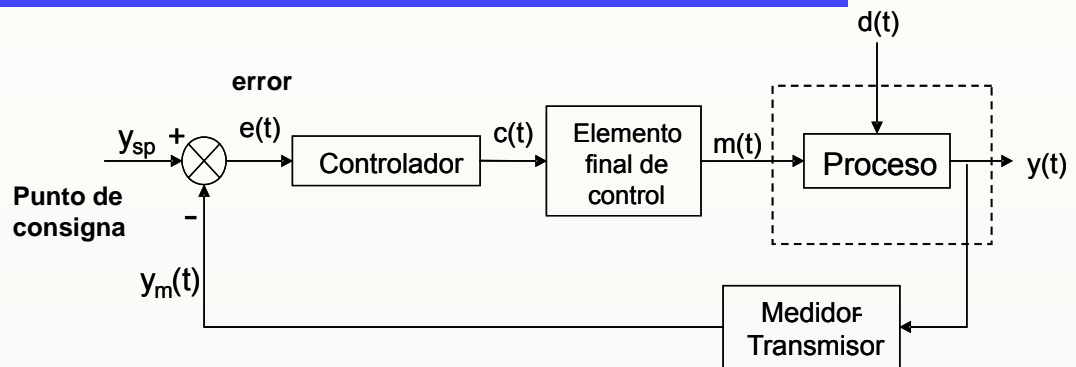 d(t)
error
y_sp
+
e(t)
Controlador
c(t)
Elemento
final de
control
m(t)
Proceso
y(t)
Punto de
consigna
-
y_m(t)
Medidor-
Transmisor